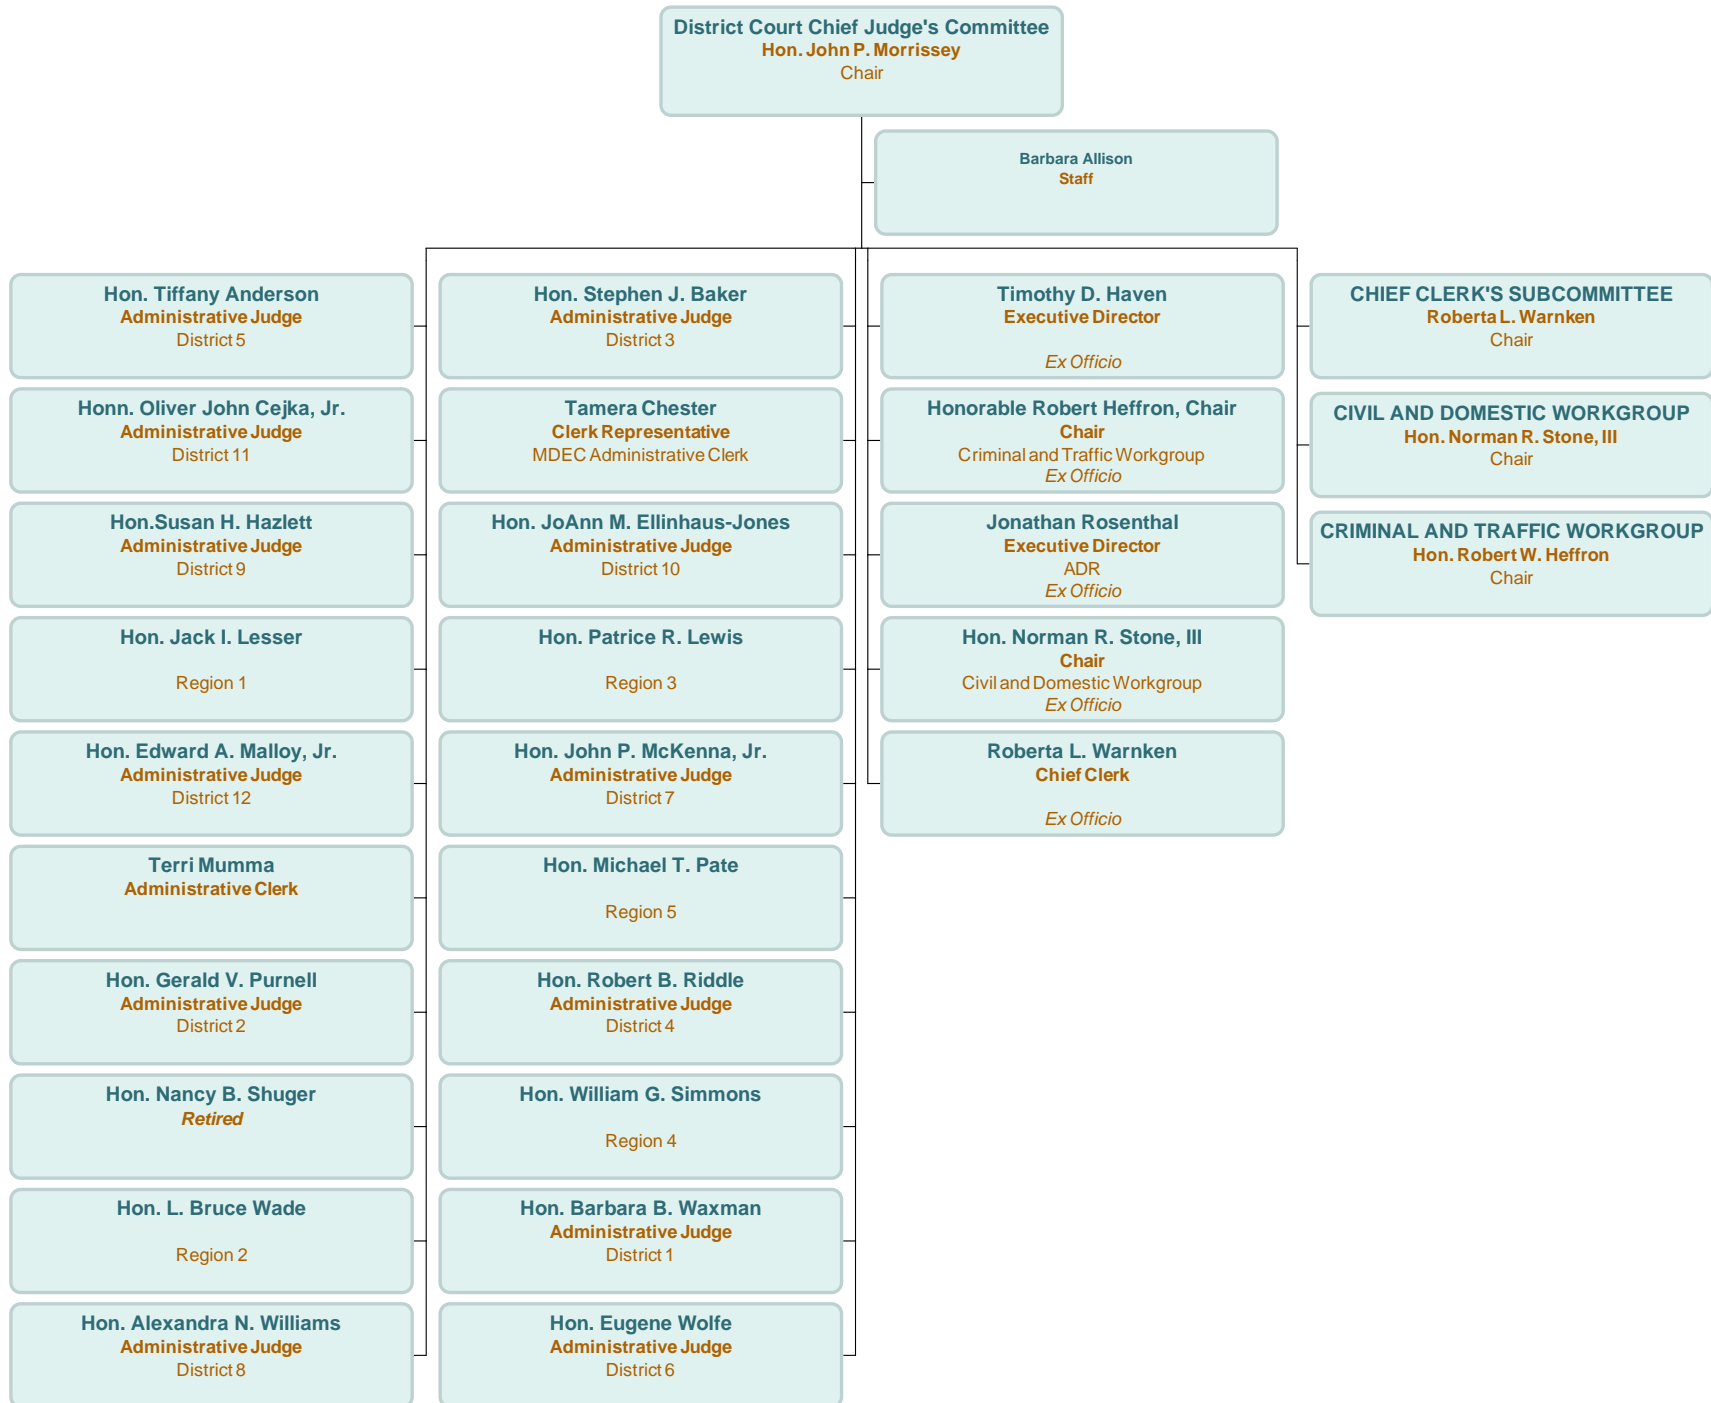 District Court Chief Judge's Committee
Hon. John P. Morrissey
Chair
Barbara Allison
Staff
Hon. Tiffany Anderson
Administrative Judge
District 5
Hon. Stephen J. Baker
Administrative Judge
District 3
Timothy D. Haven
Executive Director
Ex Officio
CHIEF CLERK'S SUBCOMMITTEE
Roberta L. Warnken
Chair
Honn. Oliver John Cejka, Jr.
Administrative Judge
District 11
Tamera Chester
Clerk Representative
MDEC Administrative Clerk
Honorable Robert Heffron, Chair
Chair
Criminal and Traffic Workgroup
Ex Officio
CIVIL AND DOMESTIC WORKGROUP
Hon. Norman R. Stone, III
Chair
Hon.Susan H. Hazlett
Administrative Judge
District 9
Hon. JoAnn M. Ellinhaus-Jones
Administrative Judge
District 10
Jonathan Rosenthal
Executive Director
ADR
Ex Officio
CRIMINAL AND TRAFFIC WORKGROUP
Hon. Robert W. Heffron
Chair
Hon. Jack I. Lesser
Region 1
Hon. Patrice R. Lewis
Region 3
Hon. Norman R. Stone, III
Chair
Civil and Domestic Workgroup
Ex Officio
Hon. Edward A. Malloy, Jr.
Administrative Judge
District 12
Hon. John P. McKenna, Jr.
Administrative Judge
District 7
Roberta L. Warnken
Chief Clerk
Ex Officio
Terri Mumma
Administrative Clerk
Hon. Michael T. Pate
Region 5
Hon. Gerald V. Purnell
Administrative Judge
District 2
Hon. Robert B. Riddle
Administrative Judge
District 4
Hon. Nancy B. Shuger
Retired
Hon. William G. Simmons
Region 4
Hon. L. Bruce Wade
Region 2
Hon. Barbara B. Waxman
Administrative Judge
District 1
Hon. Alexandra N. Williams
Administrative Judge
District 8
Hon. Eugene Wolfe
Administrative Judge
District 6